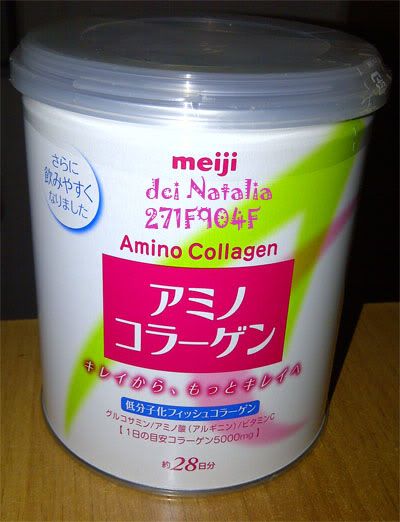 さらに
飲みやすく
なりました
meiji
dci Natalia
271F904F
Amino Collagen
アミノ
コラーゲン
キレイから、もっとキレイへ
低分子化フィッシュコラーゲン
グルコサミン/アミノ酸(アルギニン)/ビタミンC
【1日の目安コラーゲン5000mg】
約28日分